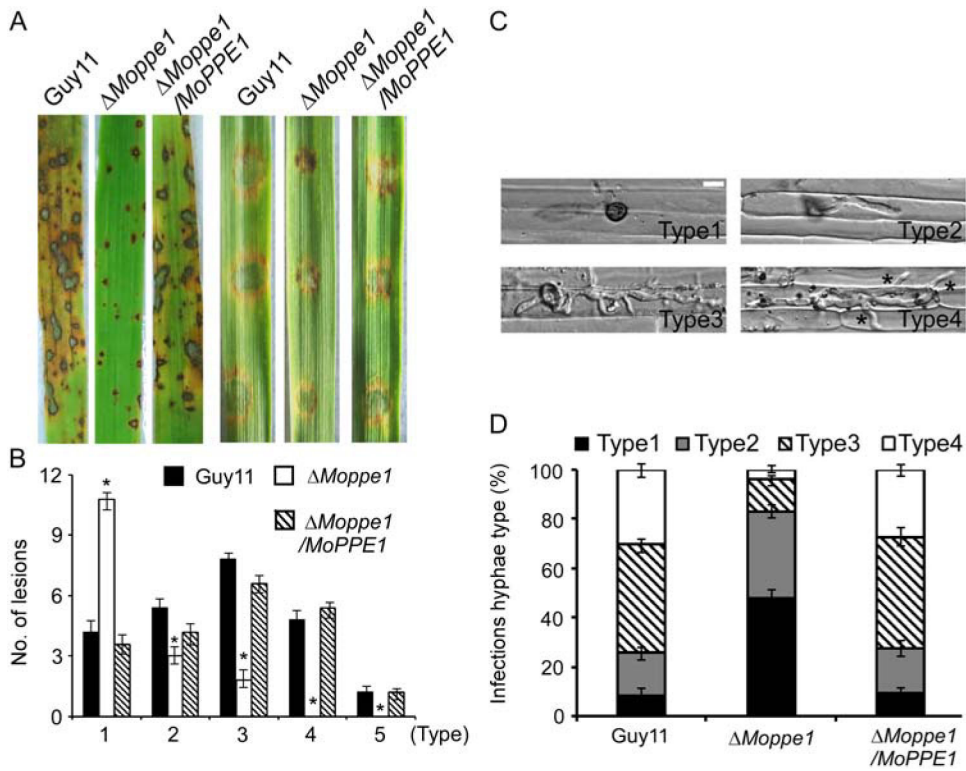 A
Guy11
ΔMoppe1
ΔMoppe1
/MoPPE1
Guy11
ΔMoppe1
ΔMoppe1
/MoPPE1
B
No. of lesions
12
9
6
3
0
Guy11
ΔMoppe1
ΔMoppe1
/MoPPE1
*
*
*
*
*
1 2 3 4 5 (Type)
C
Type1
Type2
Type3
* *
Type4
D
Type1 Type2 Type3 Type4
Infections hyphae type (%)
100
80
60
40
20
0
Guy11
ΔMoppe1
ΔMoppe1
/MoPPE1